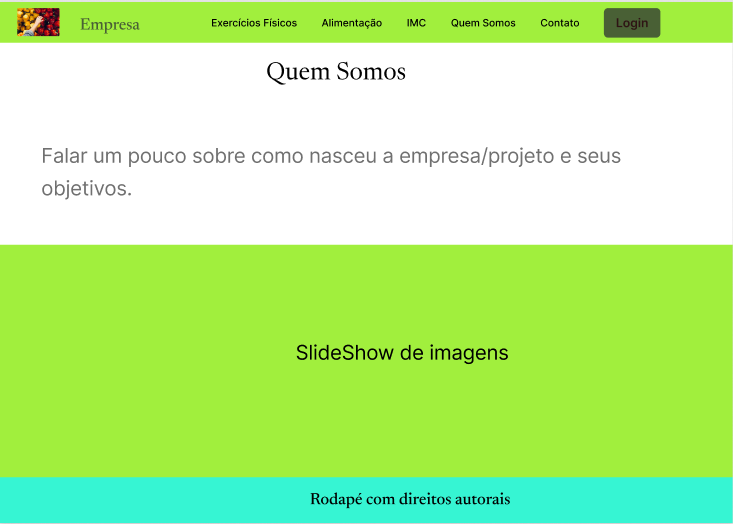 Empresa
Exercícios Físicos
Alimentação
IMC
Quem Somos
Contato
Login
Quem Somos
Falar um pouco sobre como nasceu a empresa/projeto e seus
objetivos.
SlideShow de imagens
Rodapé com direitos autorais